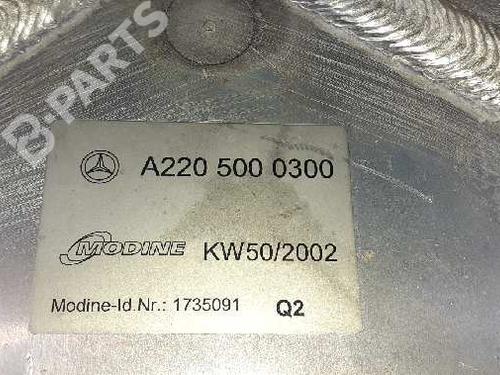 B-PARTS
A220 500 0300
MODINE KW50/2002
Modine-Id.Nr.: 1735091 Q2